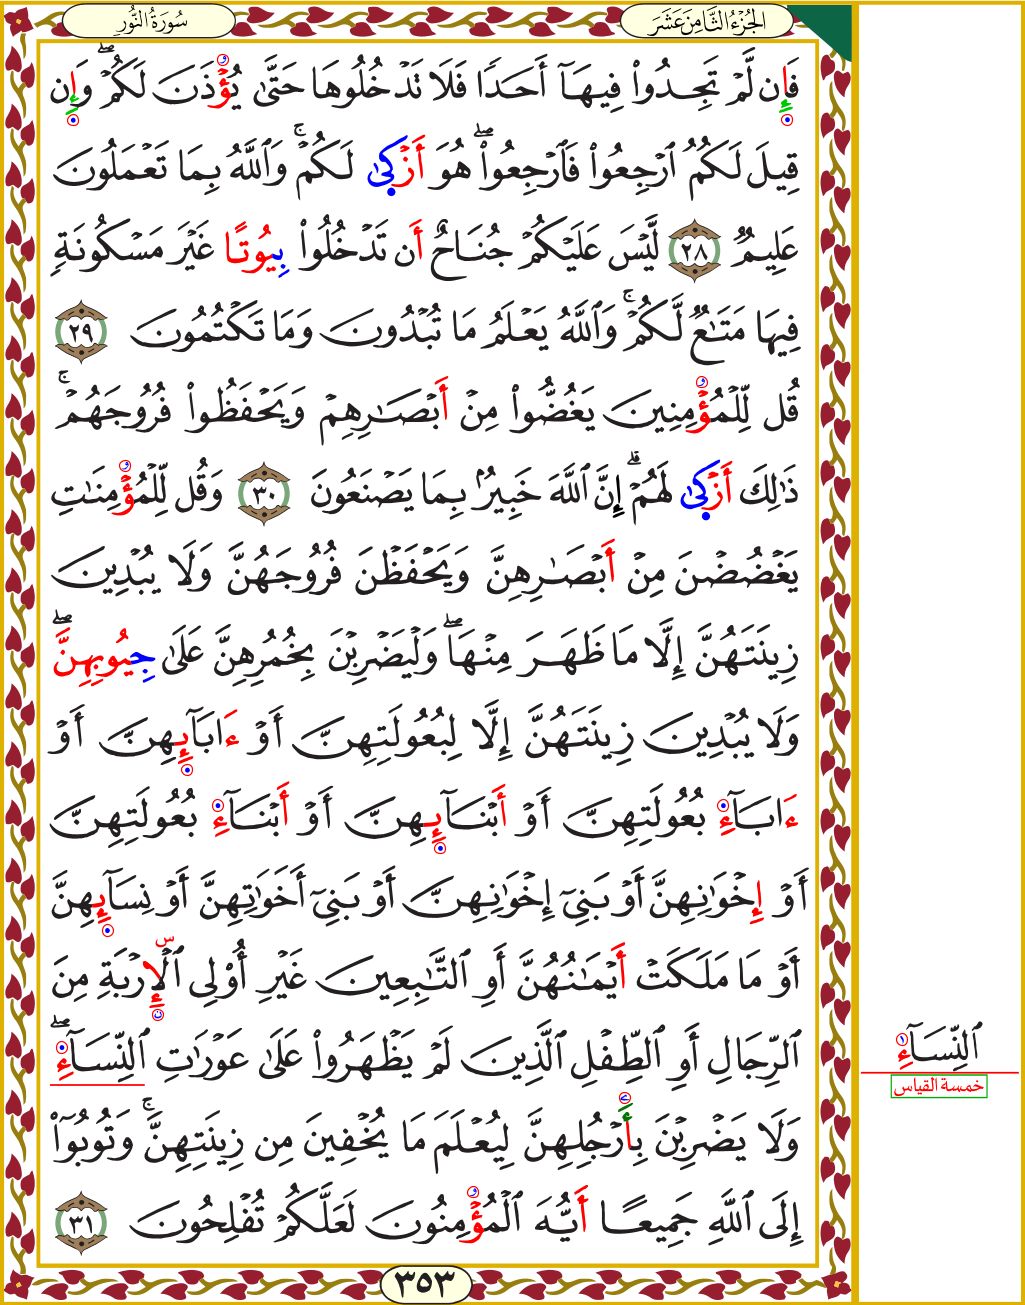 سُورَةُ النُّور
الجُزْءُ الثَّامِنَ عَشَرَ
فَإِن لَّمْ تَجِدُواْ فِيهَآ أَحَدًا فَلَا تَدْخُلُوهَا حَتَّىٰ يُؤْذَنَ لَكُمْۖ وَإِن
قِيلَ لَكُمُ ٱرْجِعُواْ فَٱرْجِعُواْۖ هُوَ أَزْكَىٰ لَكُمْۚ وَٱللَّهُ بِمَا تَعْمَلُونَ
عَلِيمٌ ٢٨ لَّيْسَ عَلَيْكُمْ جُنَاحٌ أَن تَدْخُلُواْ بِيُوتًا غَيْرَ مَسْكُونَةٍ
فِيهَا مَتَٰعٌ لَّكُمْۚ وَٱللَّهُ يَعْلَمُ مَا تُبْدُونَ وَمَا تَكْتُمُونَ ٢٩
قُل لِّلْمُؤْمِنِينَ يَغُضُّواْ مِنْ أَبْصَٰرِهِمْ وَيَحْفَظُواْ فُرُوجَهُمْۚ
ذَٰلِكَ أَزْكَىٰ لَهُمْۗ إِنَّ ٱللَّهَ خَبِيرُۢ بِمَا يَصْنَعُونَ ٣٠ وَقُل لِّلْمُؤْمِنَٰتِ
يَغْضُضْنَ مِنْ أَبْصَٰرِهِنَّ وَيَحْفَظْنَ فُرُوجَهُنَّ وَلَا يُبْدِينَ
زِينَتَهُنَّ إِلَّا مَا ظَهَرَ مِنْهَاۖ وَلْيَضْرِبْنَ بِخُمُرِهِنَّ عَلَىٰ جِيُوبِهِنَّۖ
وَلَا يُبْدِينَ زِينَتَهُنَّ إِلَّا لِبُعُولَتِهِنَّ أَوْ ءَابَآئِهِنَّ أَوْ
ءَابَآءِ بُعُولَتِهِنَّ أَوْ أَبْنَآئِهِنَّ أَوْ أَبْنَآءِ بُعُولَتِهِنَّ
أَوْ إِخْوَٰنِهِنَّ أَوْ بَنِىٓ إِخْوَٰنِهِنَّ أَوْ بَنِىٓ أَخَوَٰتِهِنَّ أَوْ نِسَآئِهِنَّ
أَوْ مَا مَلَكَتْ أَيْمَٰنُهُنَّ أَوِ ٱلتَّٰبِعِينَ غَيْرِ أُوْلِى ٱلْإِرْبَةِ مِنَ
ٱلرِّجَالِ أَوِ ٱلطِّفْلِ ٱلَّذِينَ لَمْ يَظْهَرُواْ عَلَىٰ عَوْرَٰتِ ٱلنِّسَآءِۖ
وَلَا يَضْرِبْنَ بِأَرْجُلِهِنَّ لِيُعْلَمَ مَا يُخْفِينَ مِن زِينَتِهِنَّۚ وَتُوبُوٓاْ
إِلَى ٱللَّهِ جَمِيعًا أَيُّهَ ٱلْمُؤْمِنُونَ لَعَلَّكُمْ تُفْلِحُونَ ٣١
٣٥٣
ٱلنِّسَآءِ
خمسة القياس